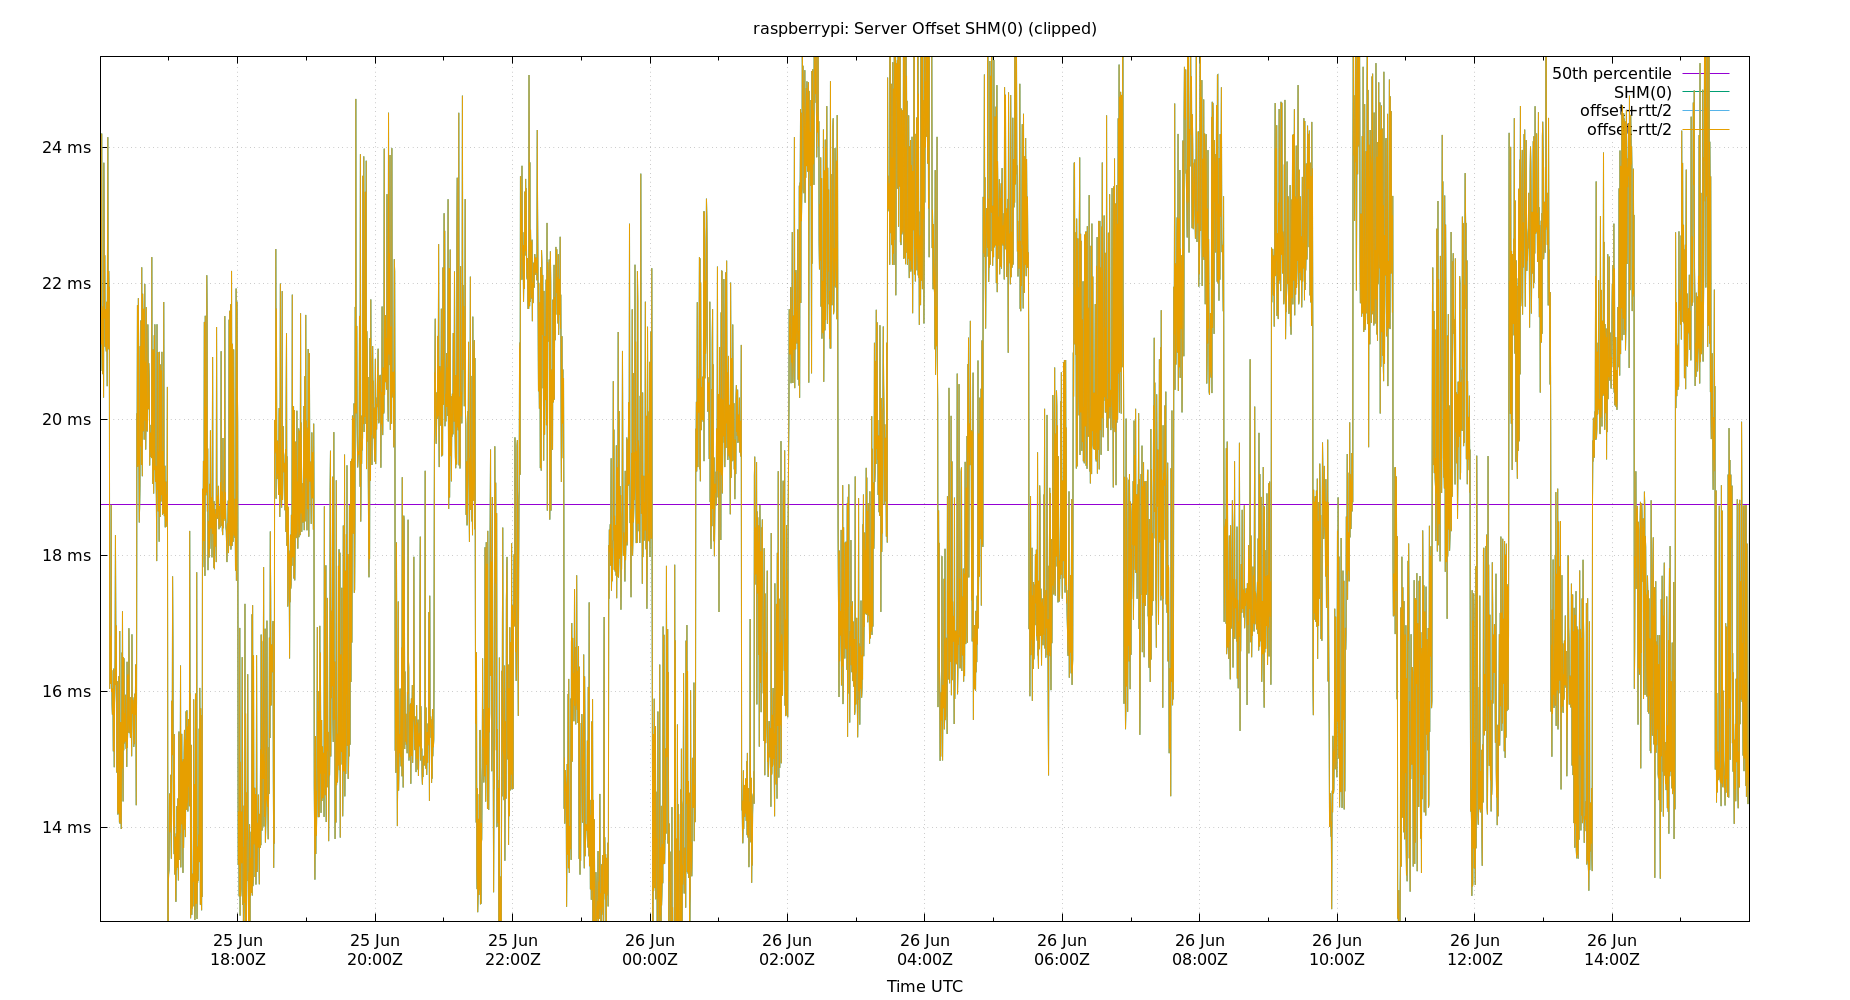 raspberrypi: Server Offset SHM(0) (clipped)
50th percentile
SHM(0)
offset+rtt/2
offset-rtt/2
24 ms
22 ms
20 ms
18 ms
16 ms
14 ms
25 Jun 18:00Z
25 Jun 20:00Z
25 Jun 22:00Z
26 Jun 00:00Z
26 Jun 02:00Z
26 Jun 04:00Z
26 Jun 06:00Z
26 Jun 08:00Z
26 Jun 10:00Z
26 Jun 12:00Z
26 Jun 14:00Z
Time UTC